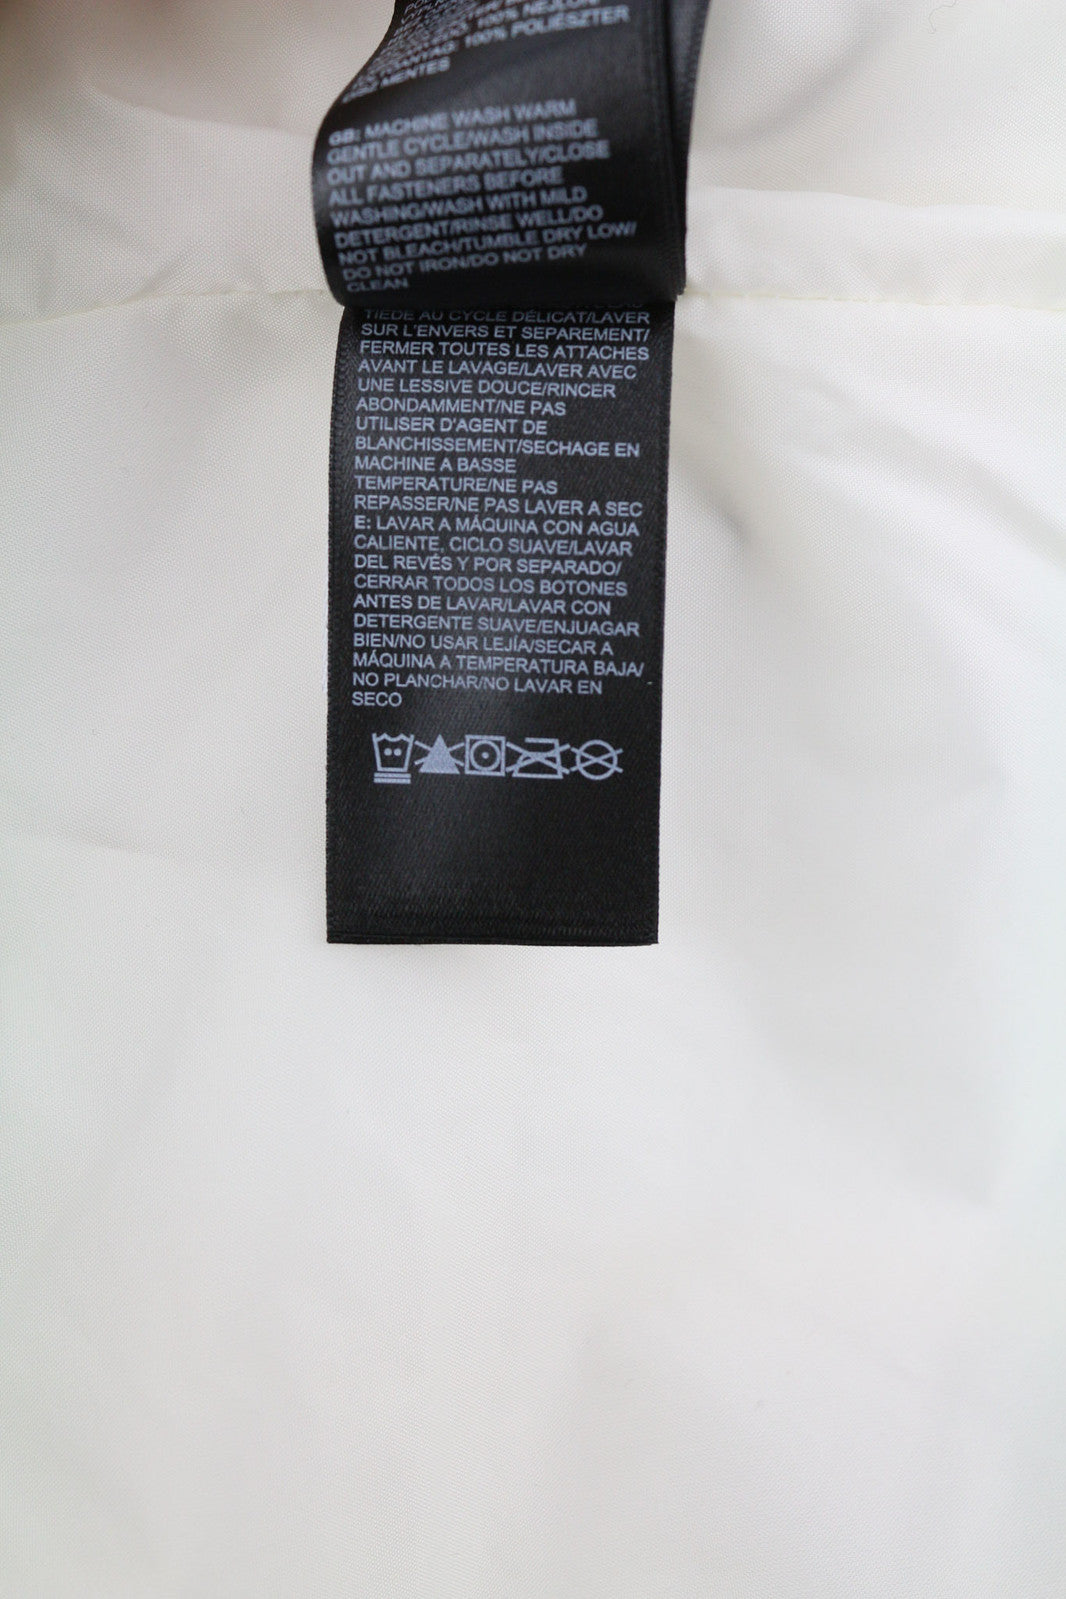 100% NEJLON
100% POLIÉSZTER
MENTES
GB: MACHINE WASH WARM
GENTLE CYCLE/WASH INSIDE
OUT AND SEPARATELY/CLOSE
ALL FASTENERS BEFORE
WASHING/WASH WITH MILD
DETERGENT/RINSE WELL/DO
NOT BLEACH/TUMBLE DRY LOW/
DO NOT IRON/DO NOT DRY
CLEAN
TIEDE AU CYCLE DÉLICAT/LAVER
SUR L'ENVERS ET SEPAREMENT/
FERMER TOUTES LES ATTACHES
AVANT LE LAVAGE/LAVER AVEC
UNE LESSIVE DOUCE/RINCER
ABONDAMMENT/NE PAS
UTILISER D'AGENT DE
BLANCHISSEMENT/SECHAGE EN
MACHINE A BASSE
TEMPERATURE/NE PAS
REPASSER/NE PAS LAVER A SEC
E: LAVAR A MÁQUINA CON AGUA
CALIENTE, CICLO SUAVE/LAVAR
DEL REVÉS Y POR SEPARADO/
CERRAR TODOS LOS BOTONES
ANTES DE LAVAR/LAVAR CON
DETERGENTE SUAVE/ENJUAGAR
BIEN/NO USAR LEJÍA/SECAR A
MÁQUINA A TEMPERATURA BAJA/
NO PLANCHAR/NO LAVAR EN
SECO